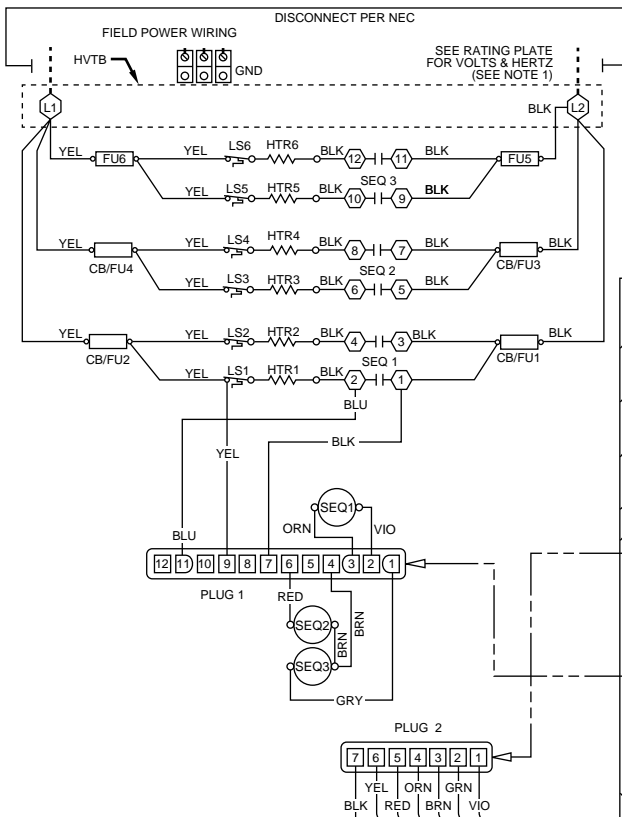 DISCONNECT PER NEC
FIELD POWER WIRING
HVTB
GND
SEE RATING PLATE
FOR VOLTS & HERTZ
(SEE NOTE 1)
L1
BLK
L2
YEL FU6 YEL LS6 HTR6 BLK 12 11 BLK FU5
SEQ 3
YEL LS5 HTR5 BLK 10 9 BLK
YEL CB/FU4 YEL LS4 HTR4 BLK 8 7 BLK CB/FU3 BLK
SEQ 2
YEL LS3 HTR3 BLK 6 5 BLK
YEL CB/FU2 YEL LS2 HTR2 BLK 4 3 BLK CB/FU1 BLK
SEQ 1
YEL LS1 HTR1 BLK 2 1 BLK
BLU
BLK
YEL
SEQ1
ORN VIO
BLU
12 11 10 9 8 7 6 5 4 3 2 1
PLUG 1
RED
BRN
BRN
SEQ2
SEQ3
GRY
PLUG 2
7 6 5 4 3 2 1
YEL ORN GRN
BLK RED BRN VIO